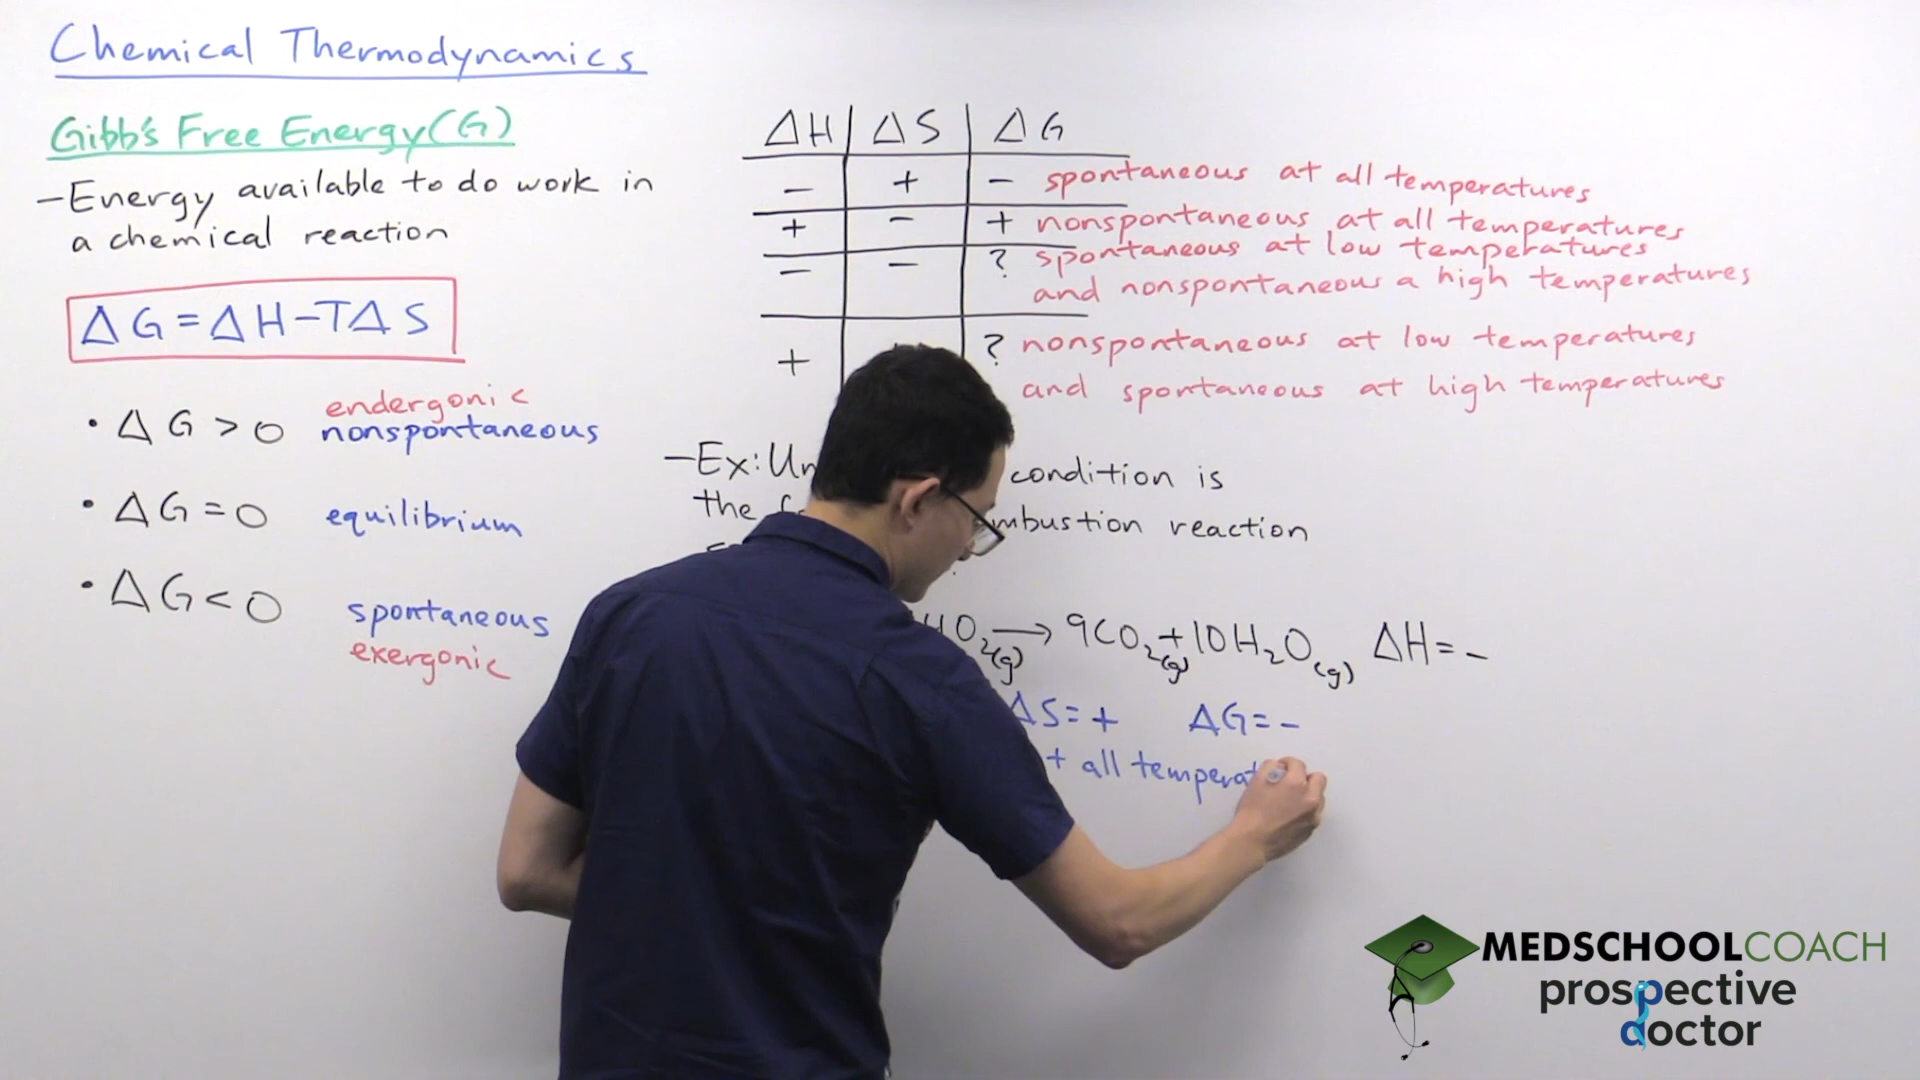 Chemical Thermodynamics
Gibb's Free Energy (G)
-Energy available to do work in
a chemical reaction
ΔG=ΔH-TΔS
• ΔG>0 endergonic
nonspontaneous
• ΔG=0 equilibrium
• ΔG<0 spontaneous
exergonic
ΔH ΔS ΔG
- + - spontaneous at all temperatures
+ - + nonspontaneous at all temperatures
- - ? spontaneous at low temperatures
and nonspontaneous a high temperatures
+ ? nonspontaneous at low temperatures
and spontaneous at high temperatures
-Ex: condition is
the reaction
O₂(g) → 9CO₂(g)+10H₂O(g) ΔH=-
ΔS=+ ΔG=-
all
MEDSCHOOLCOACH
prospective
doctor